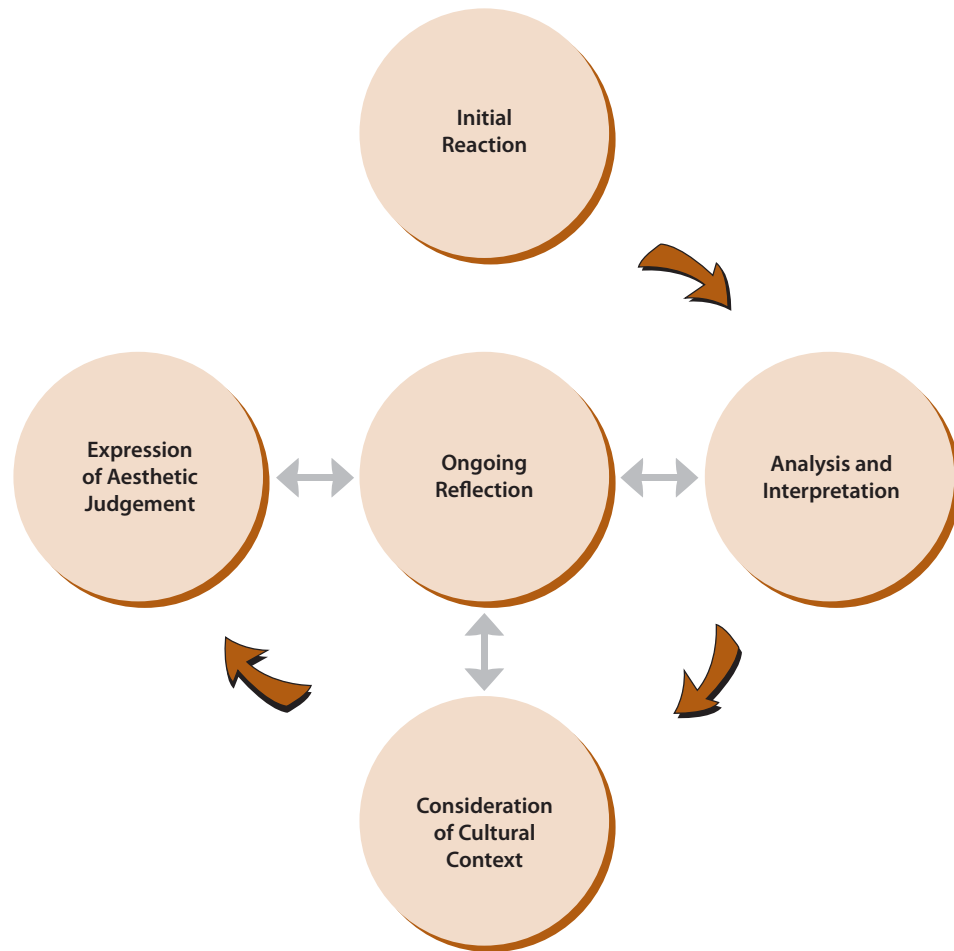 Initial
Reaction
Expression
of Aesthetic
Judgement
Ongoing
Reflection
Analysis and
Interpretation
Consideration
of Cultural
Context